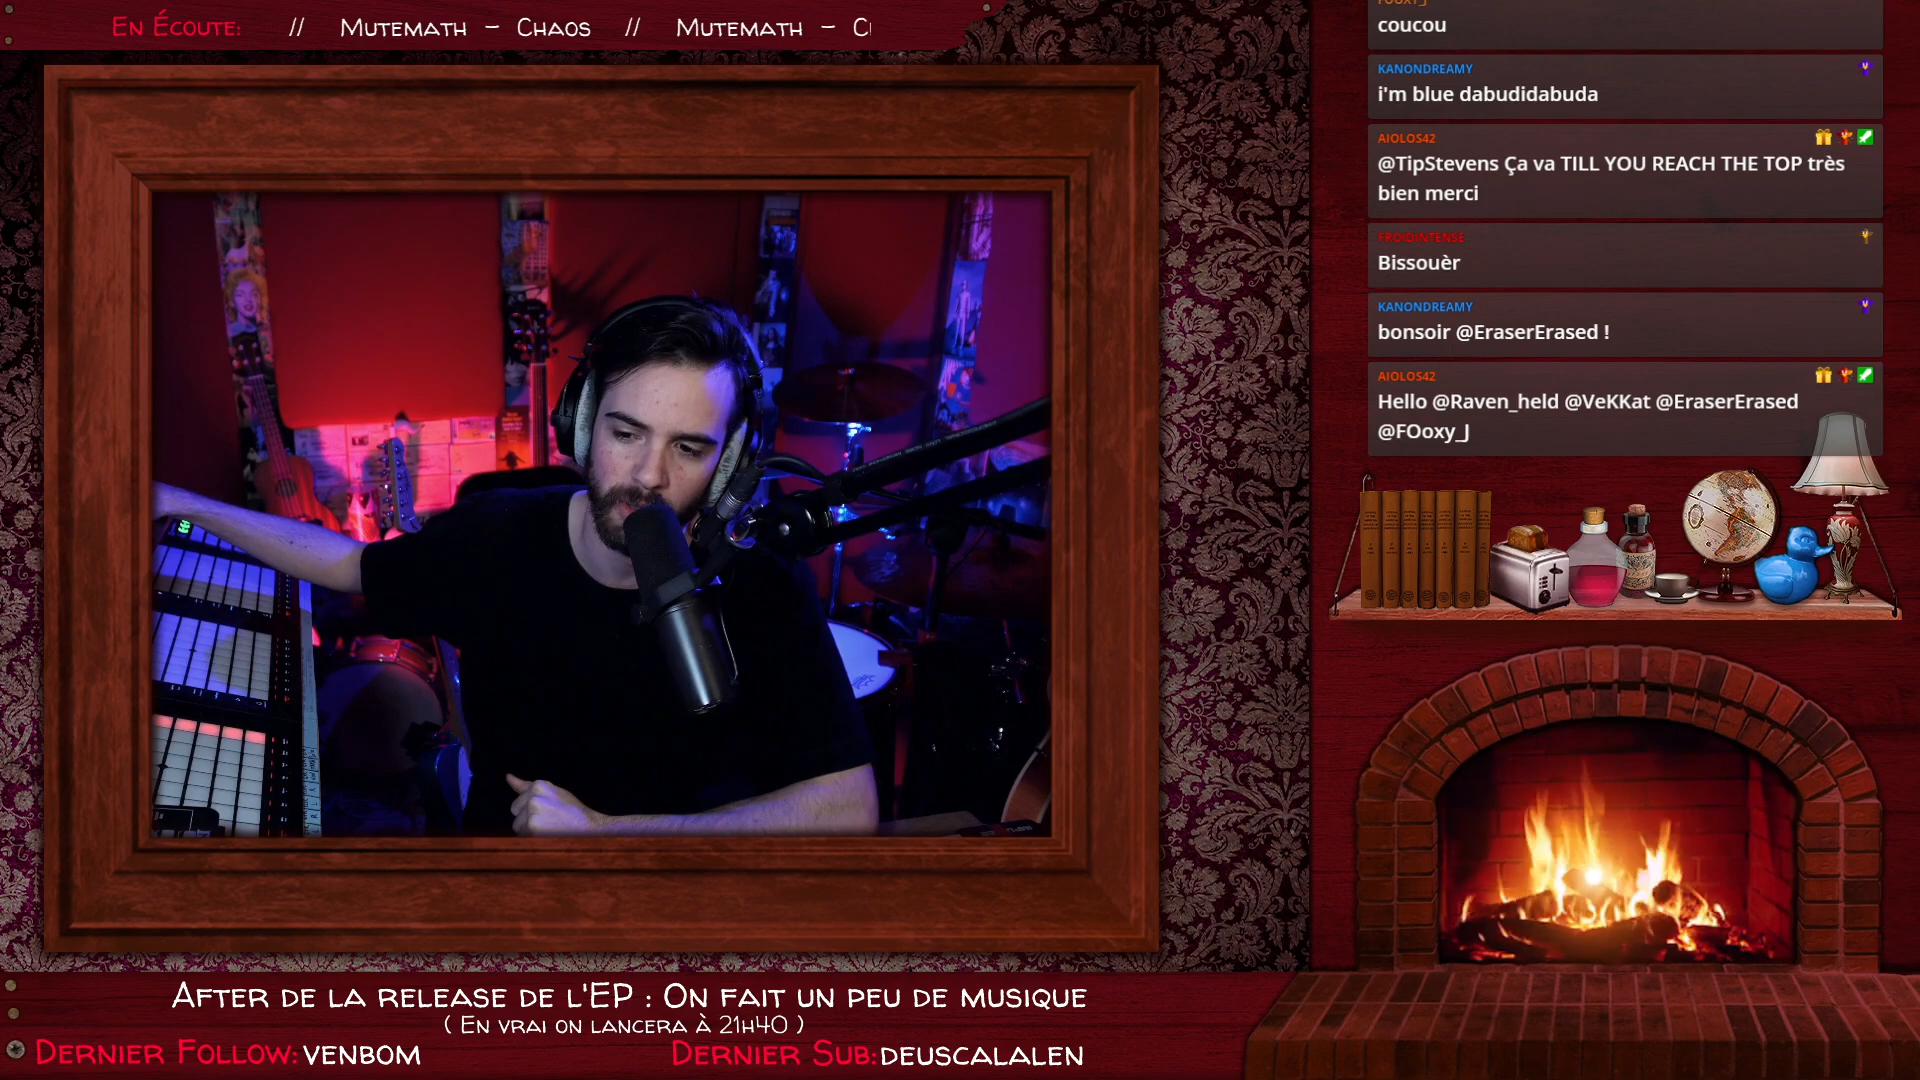 En Écoute: // Mutemath – Chaos // Mutemath –
coucou
KANONDREAMY
i'm blue dabudidabuda
AIOLOS42
@TipStevens Ça va TILL YOU REACH THE TOP très
bien merci
FROIDINTENSE
Bissouèr
KANONDREAMY
bonsoir @EraserErased !
AIOLOS42
Hello @Raven_held @VeKKat @EraserErased
@FOoxy_J
After de la release de l'EP : On fait un peu de musique
( En vrai on lancera à 21h40 )
Dernier Follow: venbom
Dernier Sub: deuscalalen